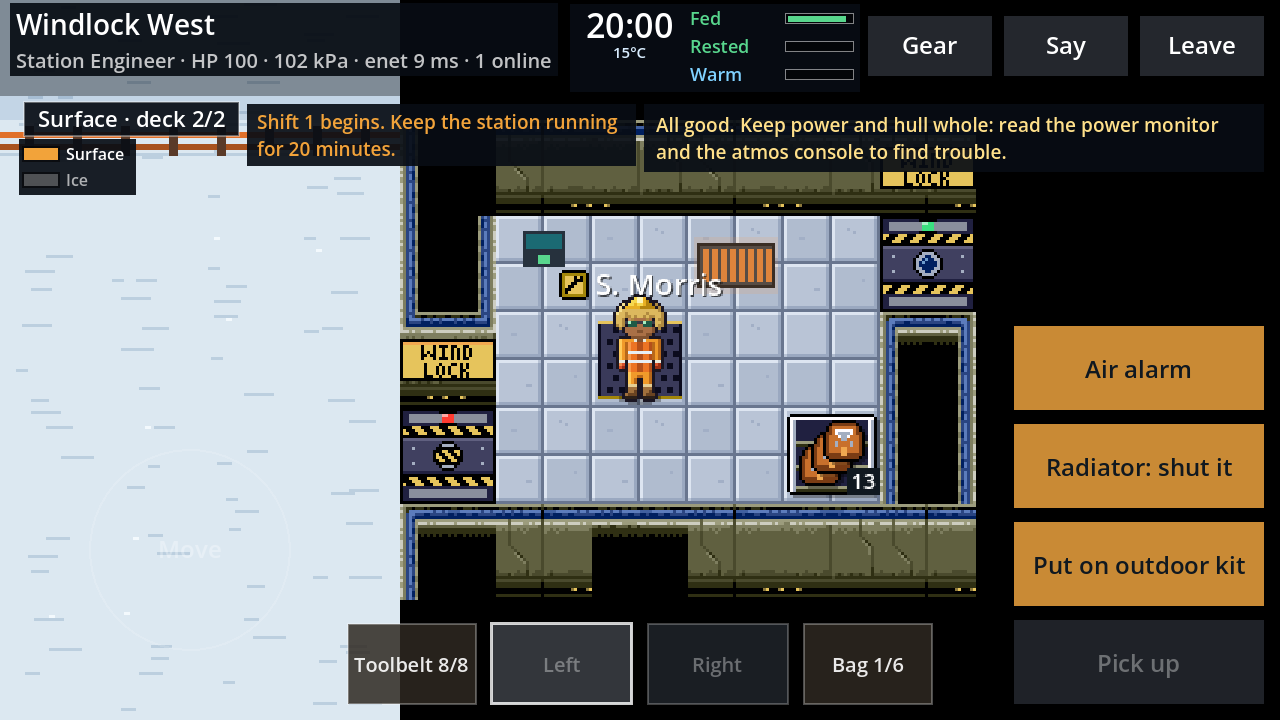 Windlock West
Station Engineer · HP 100 · 102 kPa · enet 9 ms · 1 online
20:00
15°C
Fed
Rested
Warm
Gear
Say
Leave
Surface · deck 2/2
Surface
Ice
Shift 1 begins. Keep the station running
for 20 minutes.
All good. Keep power and hull whole: read the power monitor
and the atmos console to find trouble.
LOCK
S. Morris
WIND
LOCK
13
Move
Air alarm
Radiator: shut it
Put on outdoor kit
Pick up
Toolbelt 8/8
Left
Right
Bag 1/6